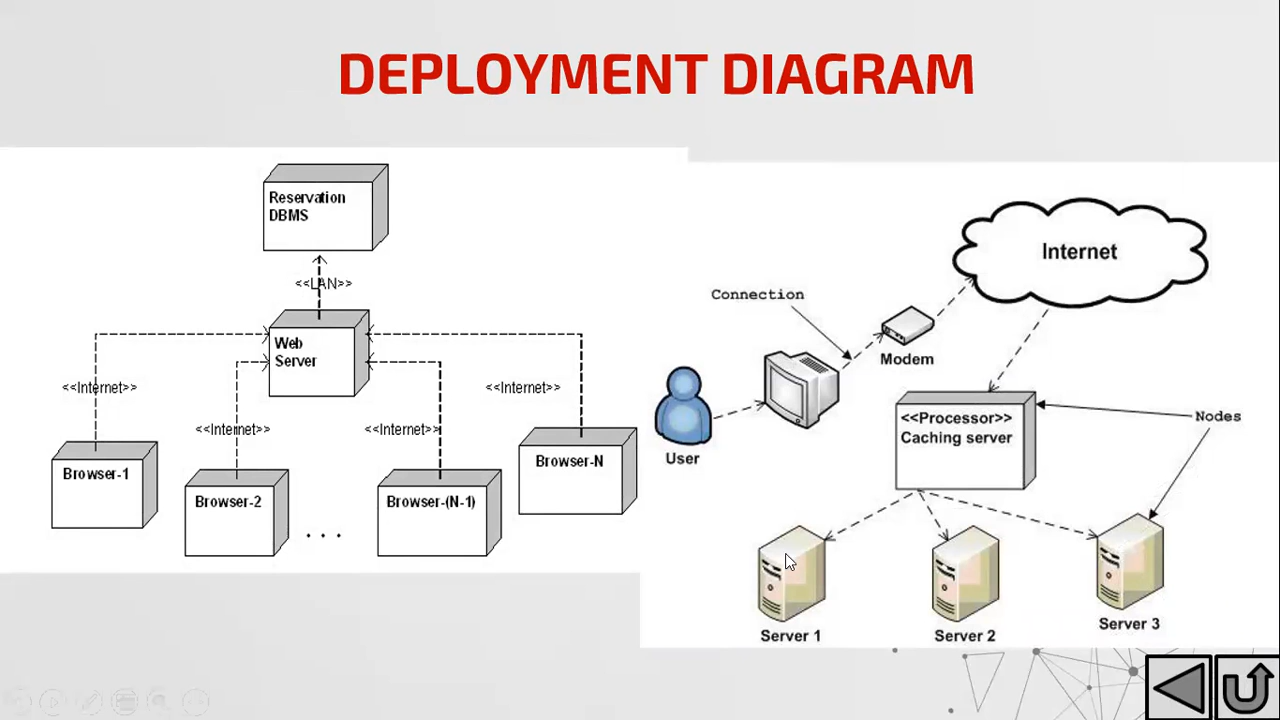 DEPLOYMENT DIAGRAM
Reservation
DBMS
<<LAN>>
Web
Server
<<Internet>>
<<Internet>>
<<Internet>>
<<Internet>>
Browser-1
Browser-2
. . .
Browser-(N-1)
Browser-N
Internet
Connection
Modem
User
<<Processor>>
Caching server
Nodes
Server 1
Server 2
Server 3